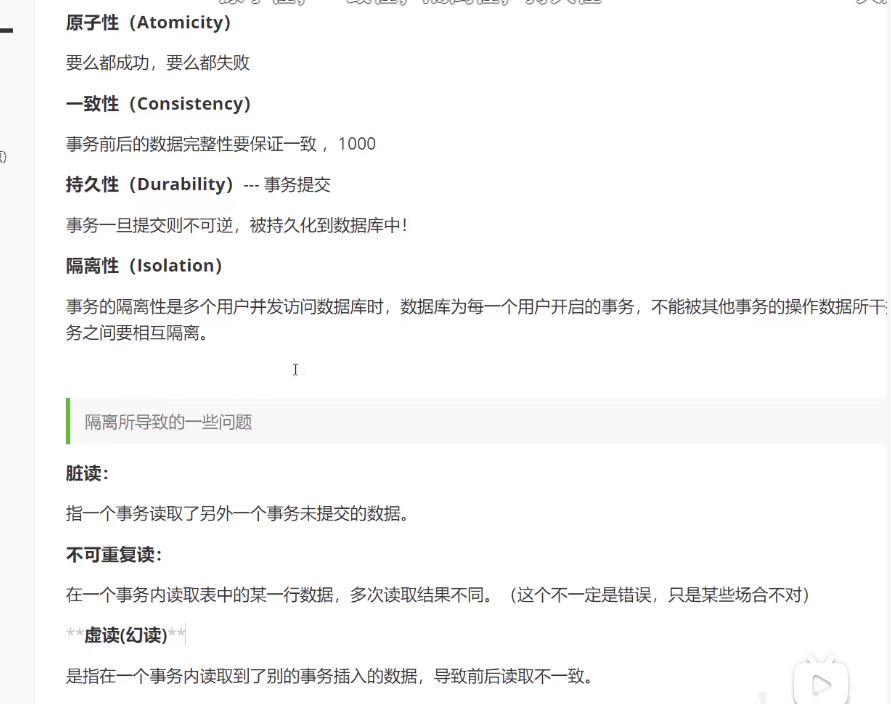 原子性（Atomicity）
要么都成功，要么都失败
一致性（Consistency）
事务前后的数据完整性要保证一致 ，1000
持久性（Durability）--- 事务提交
事务一旦提交则不可逆，被持久化到数据库中！
隔离性（Isolation）
事务的隔离性是多个用户并发访问数据库时，数据库为每一个用户开启的事务，不能被其他事务的操作数据所干
务之间要相互隔离。
隔离所导致的一些问题
脏读：
指一个事务读取了另外一个事务未提交的数据。
不可重复读：
在一个事务内读取表中的某一行数据，多次读取结果不同。（这个不一定是错误，只是某些场合不对）
**虚读(幻读)**
是指在一个事务内读取到了别的事务插入的数据，导致前后读取不一致。